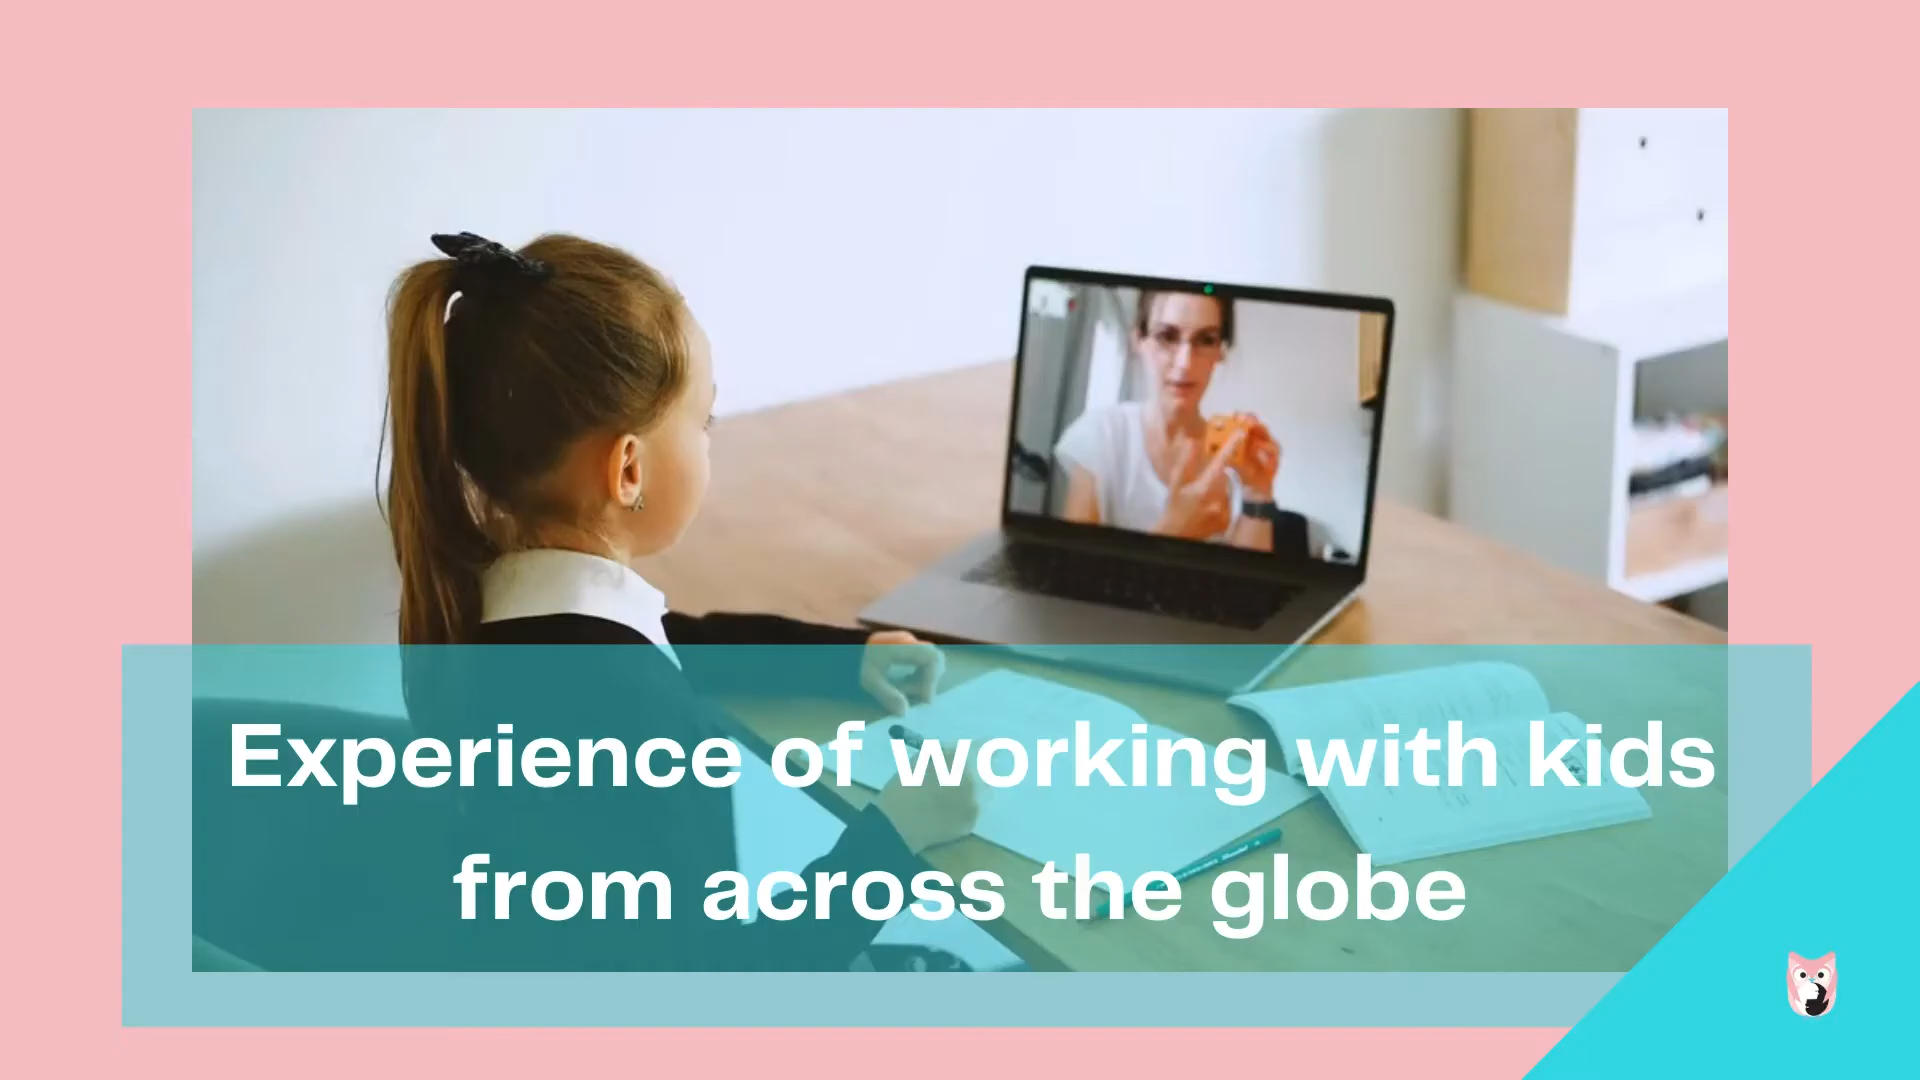 Experience of working with kids
from across the globe